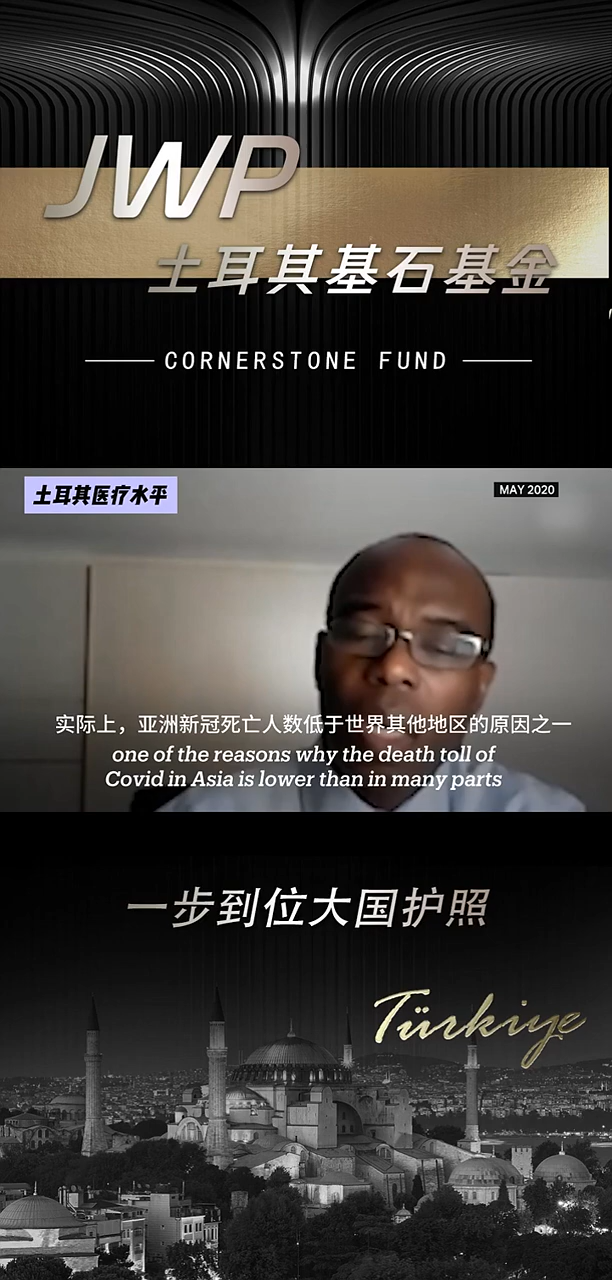 JWP
土耳其基石基金
CORNERSTONE FUND
土耳其医疗水平
MAY 2020
实际上，亚洲新冠死亡人数低于世界其他地区的原因之一
one of the reasons why the death toll of
Covid in Asia is lower than in many parts
一步到位大国护照
Türkiye